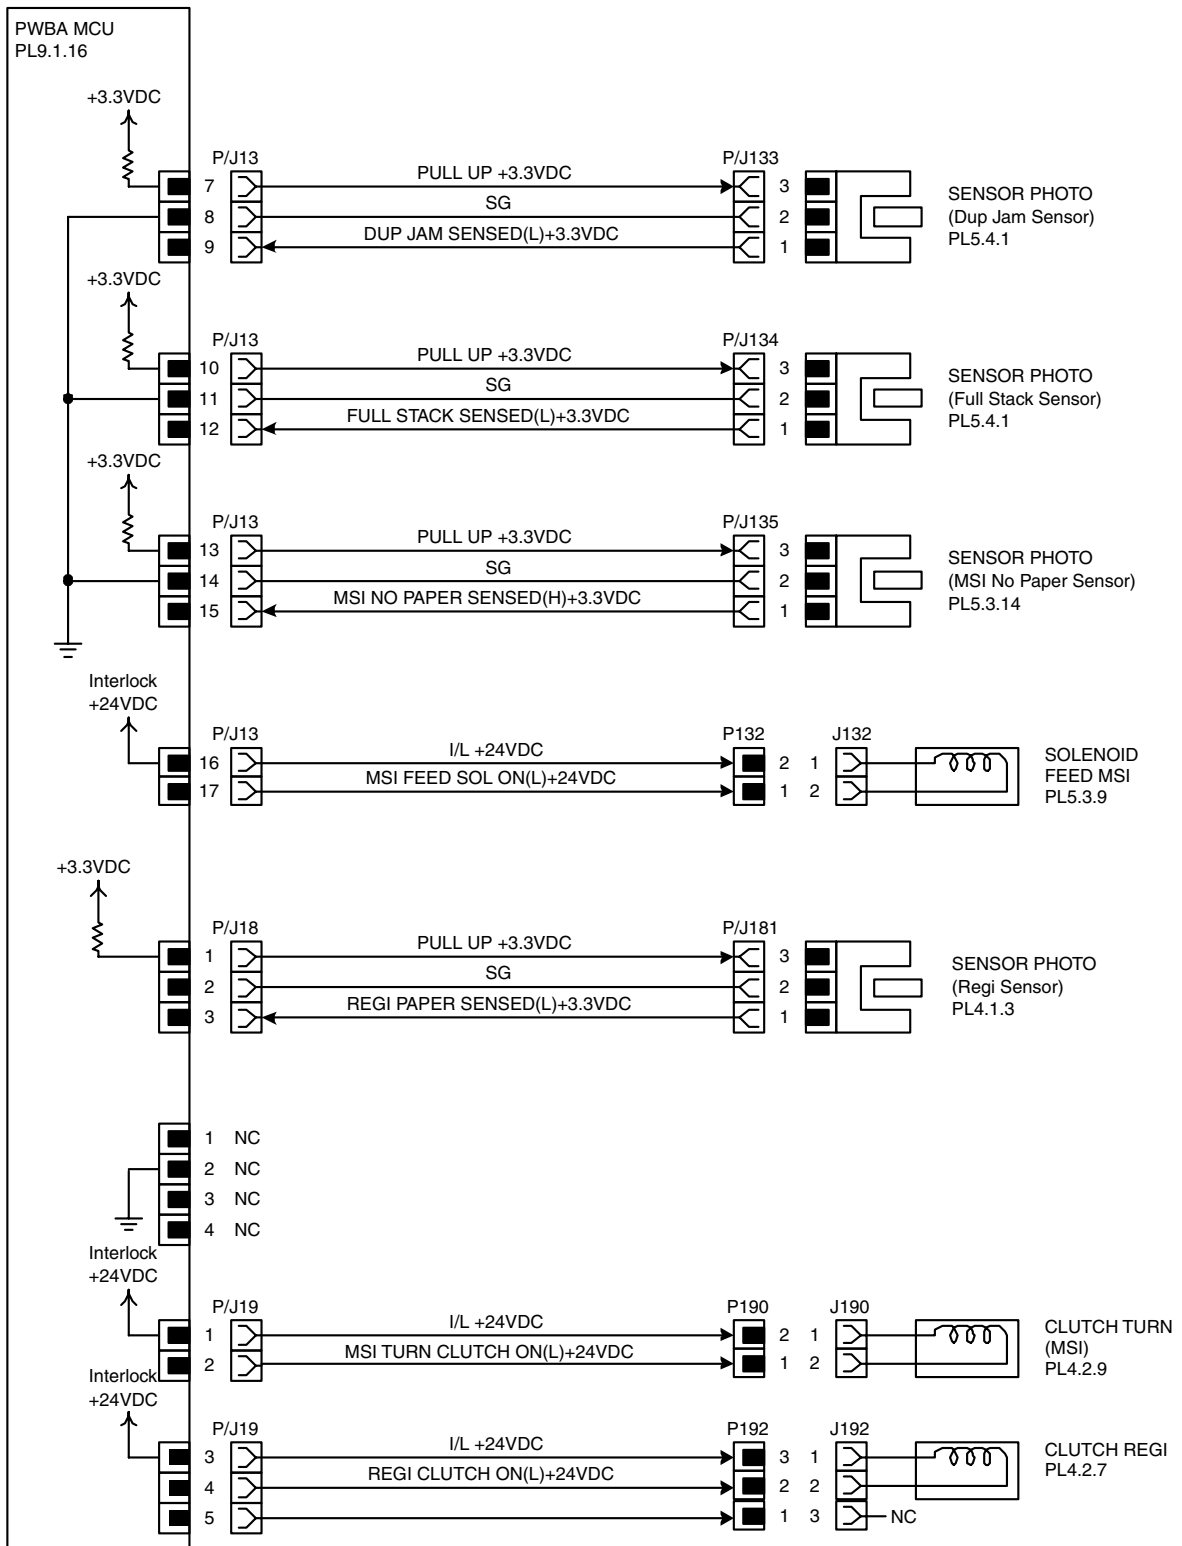 PWBA MCU
PL9.1.16
+3.3VDC
P/J13
P/J133
7
PULL UP +3.3VDC
3
8
SG
2
9
DUP JAM SENSED(L)+3.3VDC
1
SENSOR PHOTO
(Dup Jam Sensor)
PL5.4.1
+3.3VDC
P/J13
P/J134
10
PULL UP +3.3VDC
3
11
SG
2
12
FULL STACK SENSED(L)+3.3VDC
1
SENSOR PHOTO
(Full Stack Sensor)
PL5.4.1
+3.3VDC
P/J13
P/J135
13
PULL UP +3.3VDC
3
14
SG
2
15
MSI NO PAPER SENSED(H)+3.3VDC
1
SENSOR PHOTO
(MSI No Paper Sensor)
PL5.3.14
Interlock
+24VDC
P/J13
P132
J132
16
I/L +24VDC
2 1
17
MSI FEED SOL ON(L)+24VDC
1 2
SOLENOID
FEED MSI
PL5.3.9
+3.3VDC
P/J18
P/J181
1
PULL UP +3.3VDC
3
2
SG
2
3
REGI PAPER SENSED(L)+3.3VDC
1
SENSOR PHOTO
(Regi Sensor)
PL4.1.3
1 NC
2 NC
3 NC
4 NC
Interlock
+24VDC
P/J19
P190
J190
1
I/L +24VDC
2 1
2
MSI TURN CLUTCH ON(L)+24VDC
1 2
CLUTCH TURN
(MSI)
PL4.2.9
Interlock
+24VDC
P/J19
P192
J192
3
I/L +24VDC
3 1
4
REGI CLUTCH ON(L)+24VDC
2 2
5
1 3
NC
CLUTCH REGI
PL4.2.7